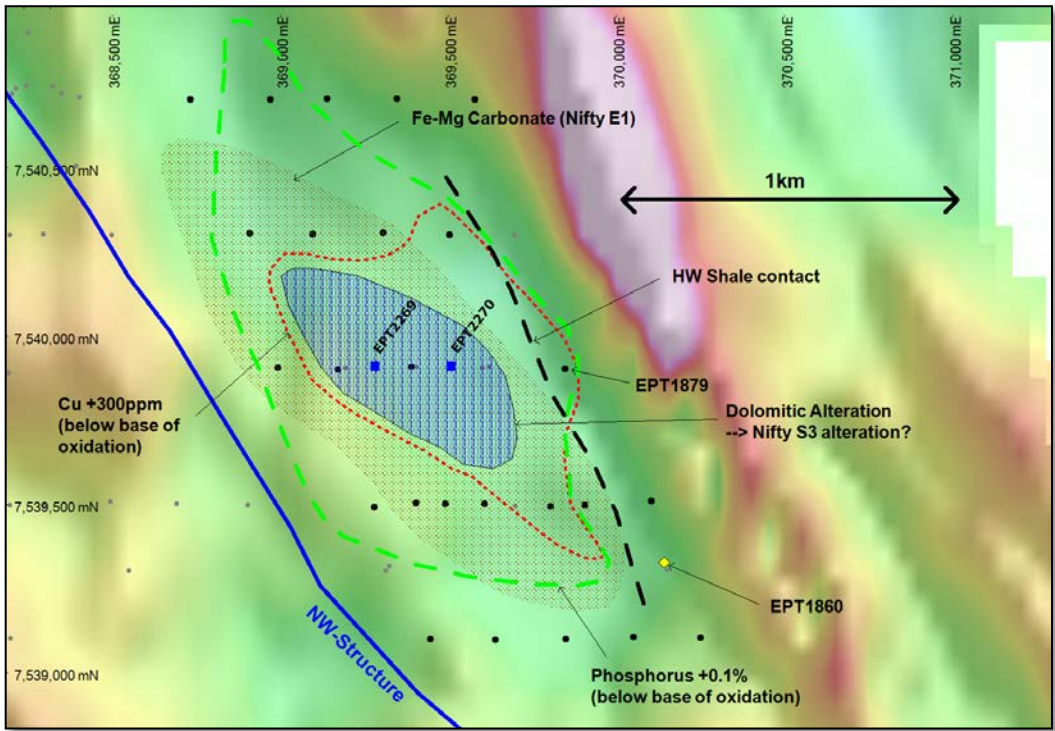 368,500 mE
369,000 mE
369,500 mE
370,000 mE
370,500 mE
371,000 mE
Fe-Mg Carbonate (Nifty E1)
7,540,500 mN
1km
HW Shale contact
EPT2269
EPT2270
7,540,000 mN
EPT1879
Cu +300ppm
(below base of
oxidation)
Dolomitic Alteration
--> Nifty S3 alteration?
7,539,500 mN
EPT1860
NW-Structure
7,539,000 mN
Phosphorus +0.1%
(below base of oxidation)